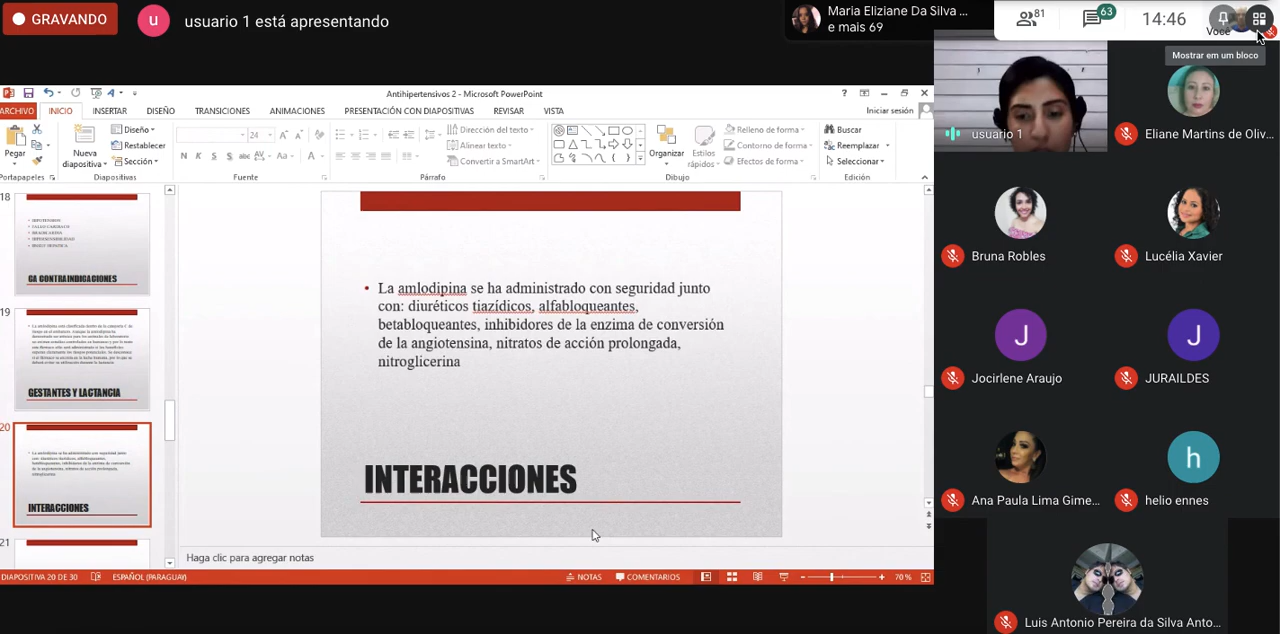 GRAVANDO
u
usuario 1 está apresentando
Maria Eliziane Da Silva ...
e mais 69
81
63
14:46
Você
Mostrar em um bloco
Antihipertensivos 2 - Microsoft PowerPoint
Iniciar sesión
ARCHIVO
INICIO
INSERTAR
DISEÑO
TRANSICIONES
ANIMACIONES
PRESENTACIÓN CON DIAPOSITIVAS
REVISAR
VISTA
Pegar
Nueva
diapositiva
Diseño
Restablecer
Sección
24
N K S S abc AV Aa A
Dirección del texto
Alinear texto
Convertir a SmartArt
Organizar
Estilos
rápidos
Relleno de forma
Contorno de forma
Efectos de forma
Buscar
Reemplazar
Seleccionar
Portapapeles
Diapositivas
Fuente
Párrafo
Dibujo
Edición
18
CA CONTRAINDICACIONES
19
GESTANTES Y LACTANCIA
20
INTERACCIONES
21
• La amlodipina se ha administrado con seguridad junto
con: diuréticos tiazídicos, alfabloqueantes,
betabloqueantes, inhibidores de la enzima de conversión
de la angiotensina, nitratos de acción prolongada,
nitroglicerina
INTERACCIONES
Haga clic para agregar notas
DIAPOSITIVA 20 DE 30
ESPAÑOL (PARAGUAY)
NOTAS
COMENTARIOS
70 %
usuario 1
Eliane Martins de Oliv...
Bruna Robles
Lucélia Xavier
J
Jocirlene Araujo
J
JURAILDES
Ana Paula Lima Gime...
h
helio ennes
Luis Antonio Pereira da Silva Anto...